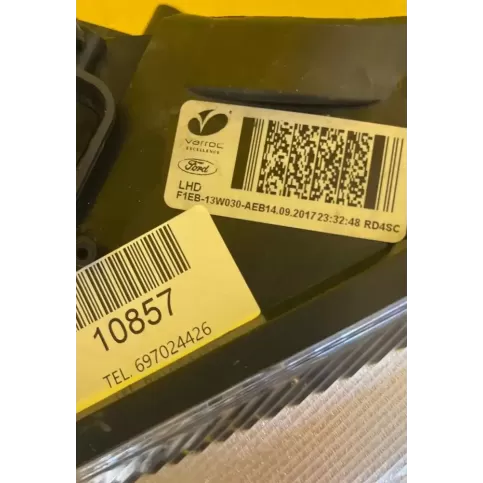 varroc
EXCELLENCE
Ford
LHD
F1EB-13W030-AEB14.09.2017 23:32:48 RD4SC
10857
TEL. 697024426